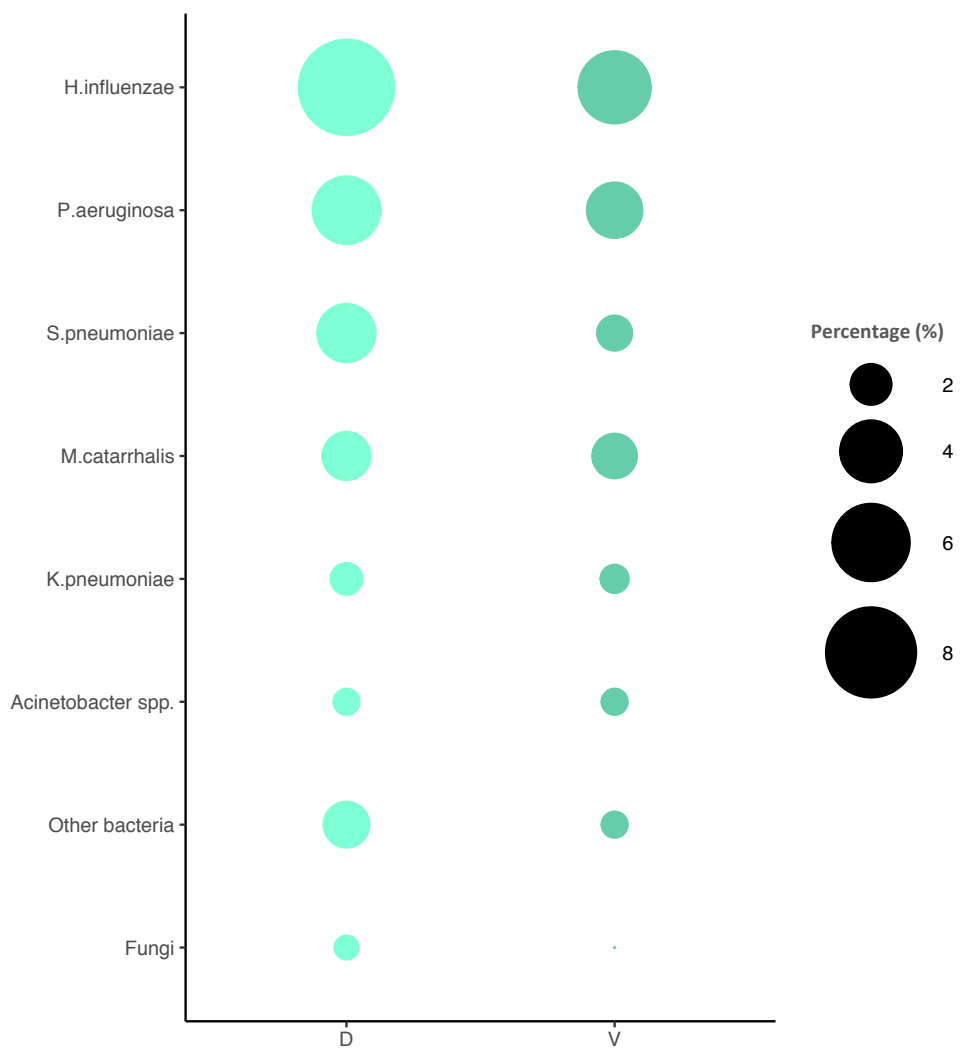 H.influenzae
P.aeruginosa
S.pneumoniae
M.catarrhalis
K.pneumoniae
Acinetobacter spp.
Other bacteria
Fungi
D
V
Percentage (%)
2
4
6
8